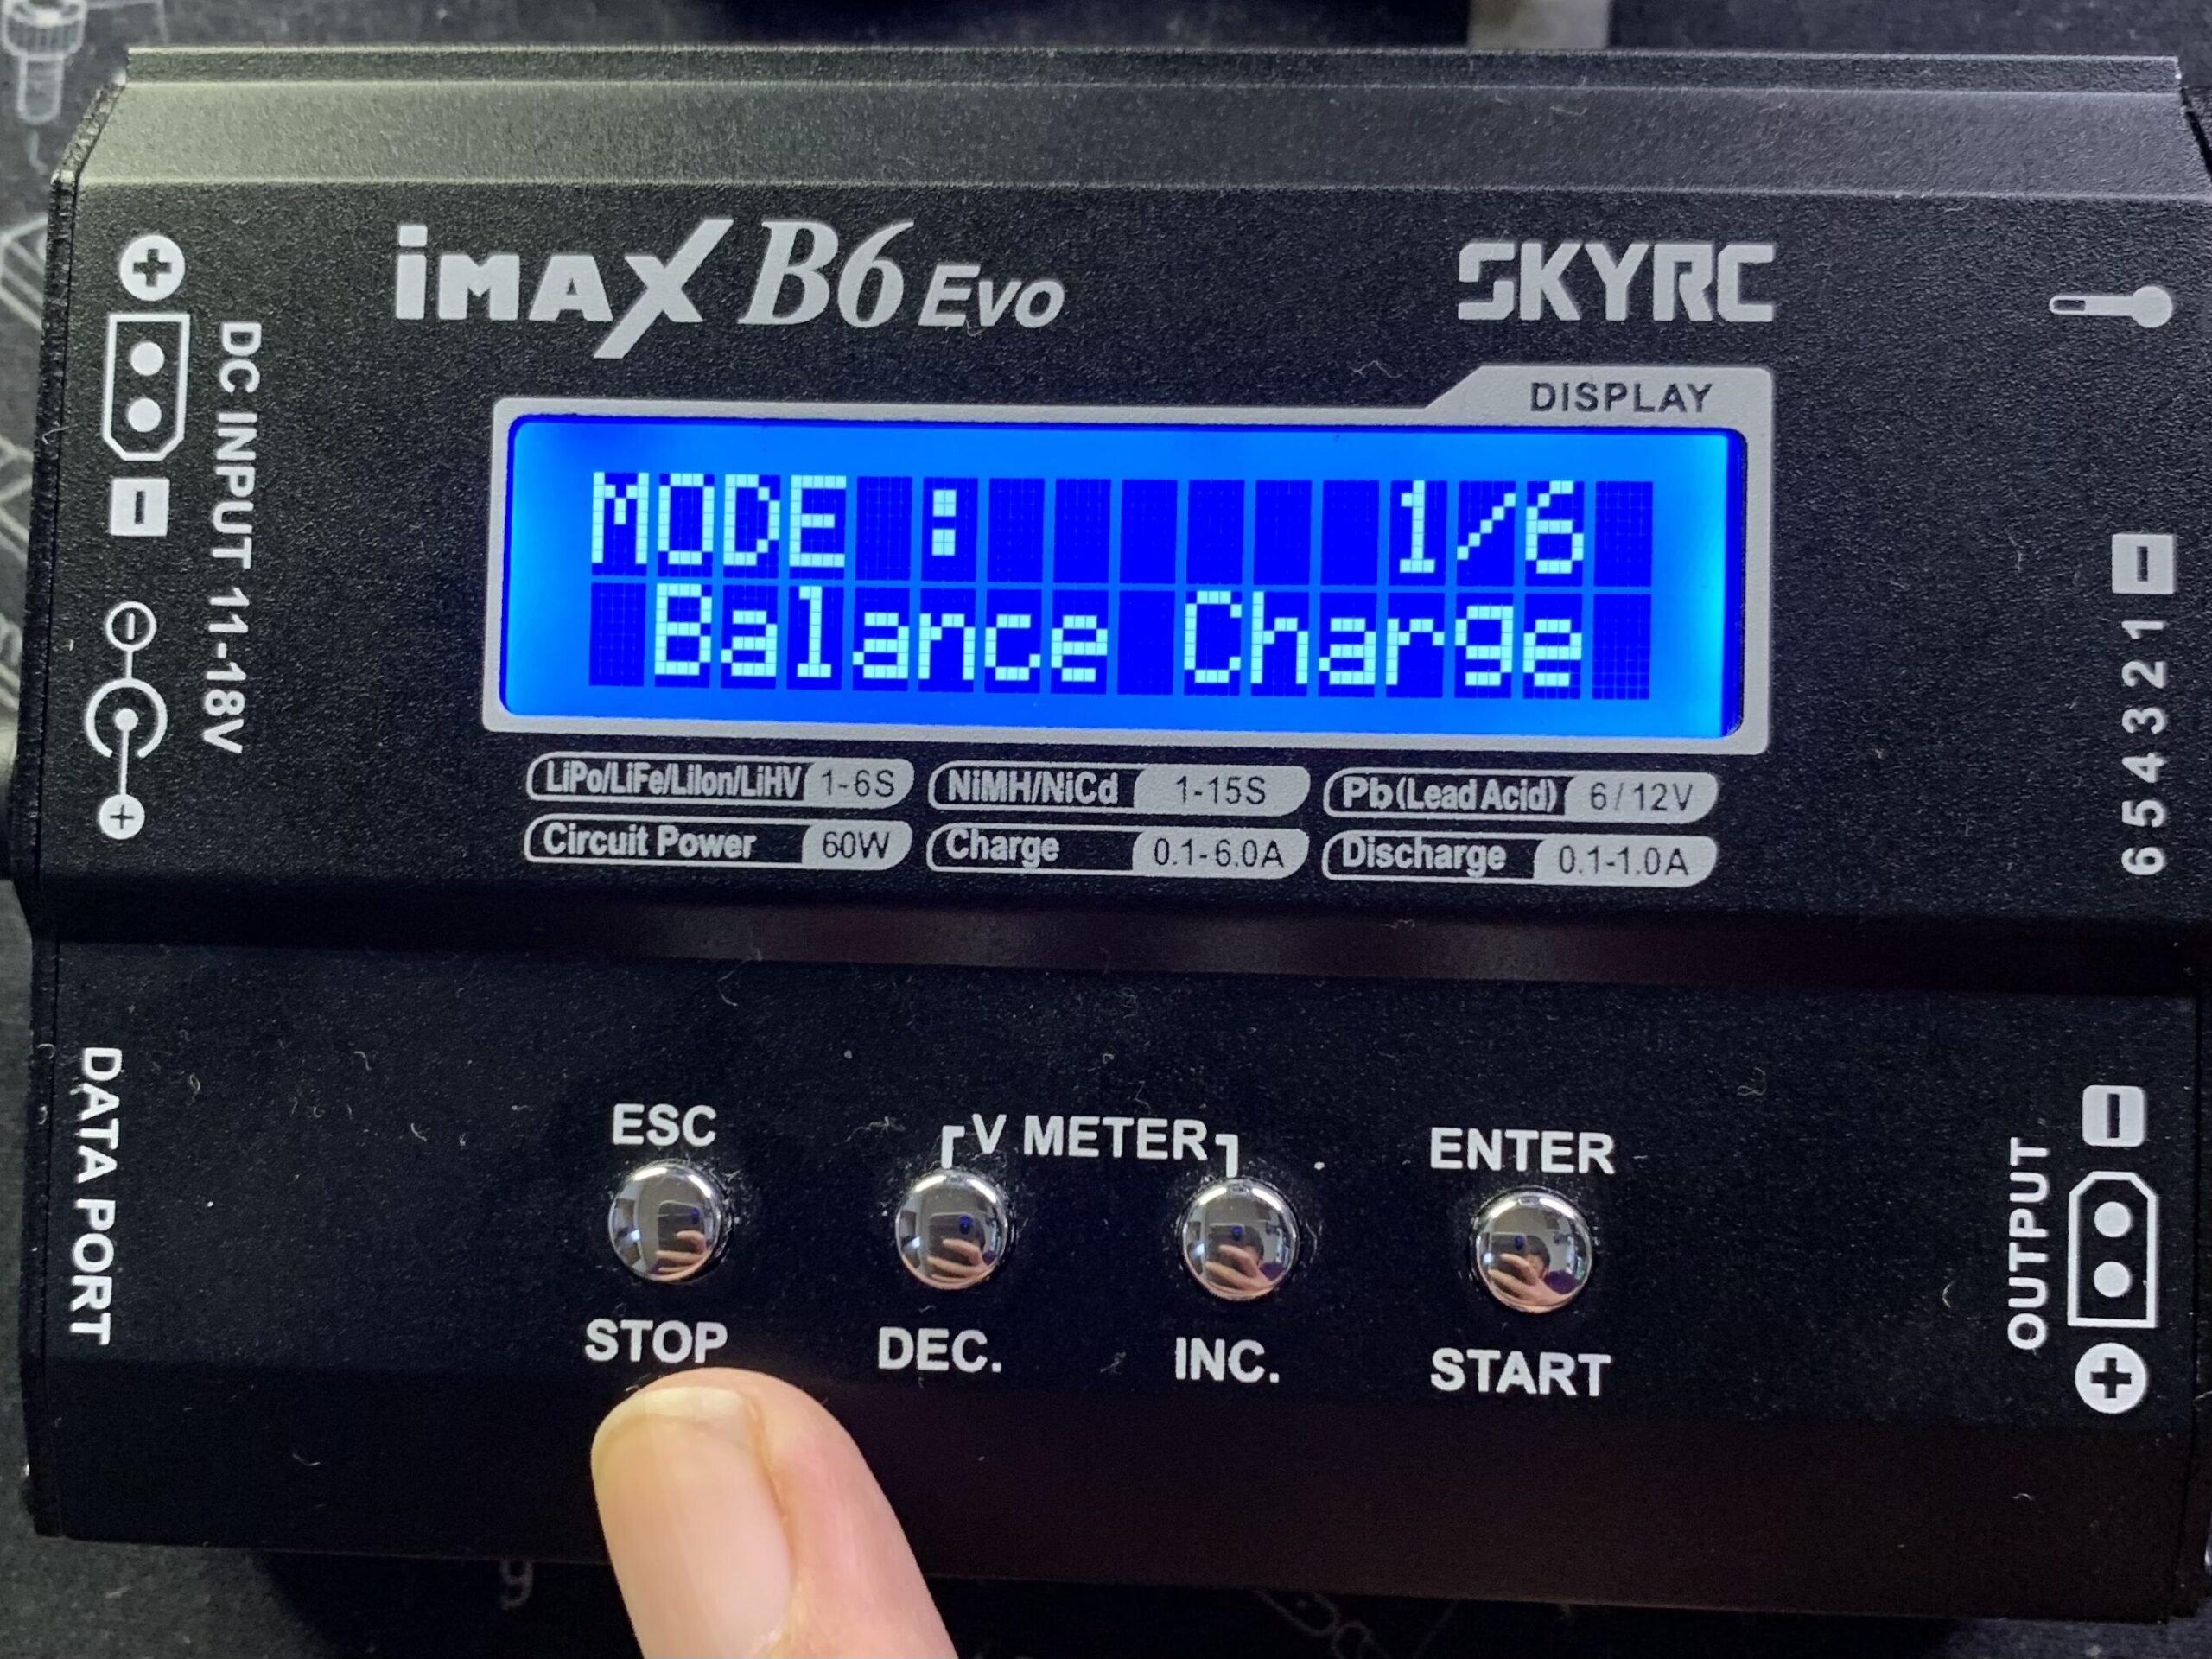 iMAX B6 Evo
SKYRC
DISPLAY
MODE : 1/6
Balance Charge
LiPo/LiFe/LiIon/LiHV 1-6S
NiMH/NiCd 1-15S
Pb(Lead Acid) 6/12V
Circuit Power 60W
Charge 0.1-6.0A
Discharge 0.1-1.0A
DC INPUT 11-18V
6 5 4 3 2 1
DATA PORT
ESC
V METER
ENTER
STOP
DEC.
INC.
START
OUTPUT
9